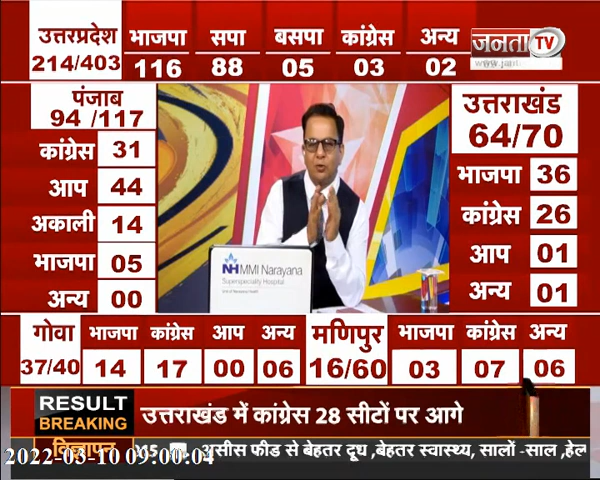 उत्तरप्रदेश भाजपा सपा बसपा कांग्रेस अन्य
214/403 116 88 05 03 02
जनता TV
पंजाब
94 /117
कांग्रेस 31
आप 44
अकाली 14
भाजपा 05
अन्य 00
उत्तराखंड
64/70
भाजपा 36
कांग्रेस 26
आप 01
अन्य 01
NH MMI Narayana
Superspeciality Hospital
गोवा भाजपा कांग्रेस आप अन्य
37/40 14 17 00 06
मणिपुर भाजपा कांग्रेस अन्य
16/60 03 07 06
RESULT
BREAKING
उत्तराखंड में कांग्रेस 28 सीटों पर आगे
विज्ञापन
असीस फीड से बेहतर दूध ,बेहतर स्वास्थ्य, सालों -साल ,हेल
2022-03-10 09:00:04